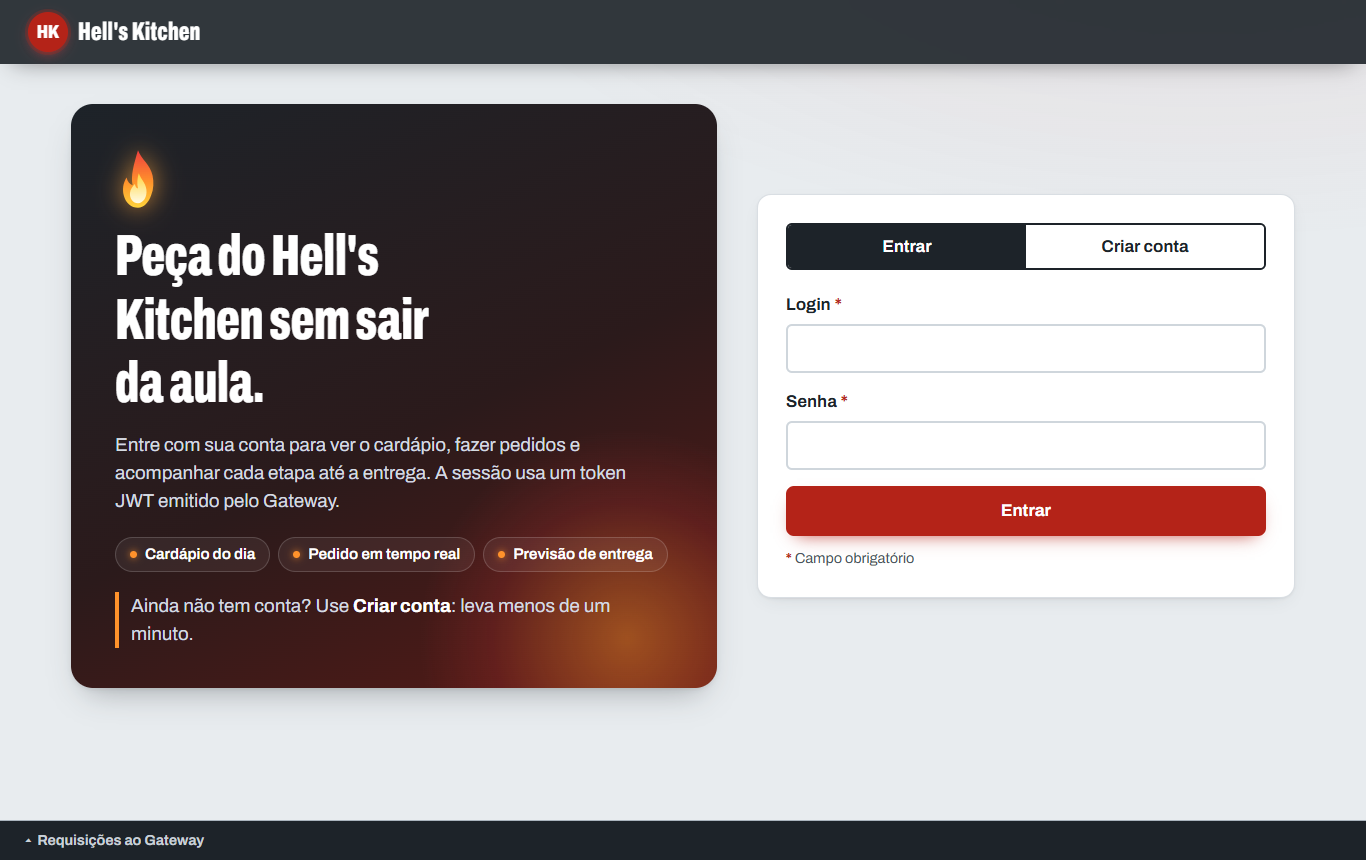 HK Hell's Kitchen
Peça do Hell's
Kitchen sem sair
da aula.
Entre com sua conta para ver o cardápio, fazer pedidos e
acompanhar cada etapa até a entrega. A sessão usa um token
JWT emitido pelo Gateway.
Cardápio do dia
Pedido em tempo real
Previsão de entrega
Ainda não tem conta? Use Criar conta: leva menos de um
minuto.
Entrar
Criar conta
Login *
Senha *
Entrar
* Campo obrigatório
Requisições ao Gateway